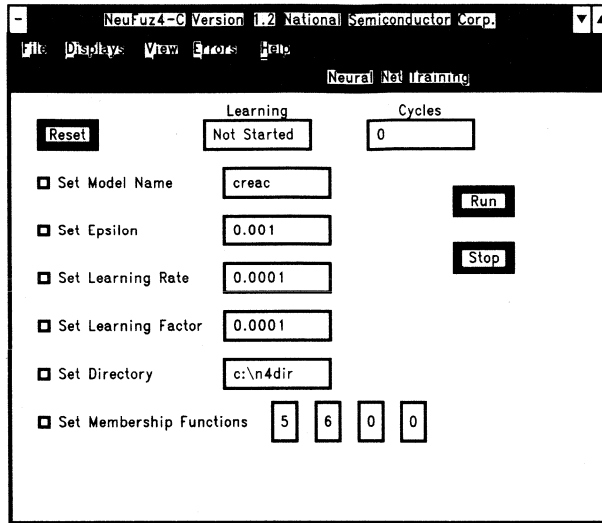 NeuFuz4-C Version 1.2 National Semiconductor Corp.
File Displays View Errors Help
Neural Net Training
Learning Cycles
Reset Not Started 0
Set Model Name creac
Run
Set Epsilon 0.001
Stop
Set Learning Rate 0.0001
Set Learning Factor 0.0001
Set Directory c:\n4dir
Set Membership Functions 5 6 0 0